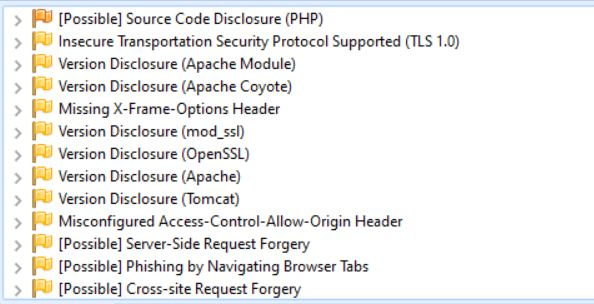 [Possible] Source Code Disclosure (PHP)
Insecure Transportation Security Protocol Supported (TLS 1.0)
Version Disclosure (Apache Module)
Version Disclosure (Apache Coyote)
Missing X-Frame-Options Header
Version Disclosure (mod_ssl)
Version Disclosure (OpenSSL)
Version Disclosure (Apache)
Version Disclosure (Tomcat)
Misconfigured Access-Control-Allow-Origin Header
[Possible] Server-Side Request Forgery
[Possible] Phishing by Navigating Browser Tabs
[Possible] Cross-site Request Forgery